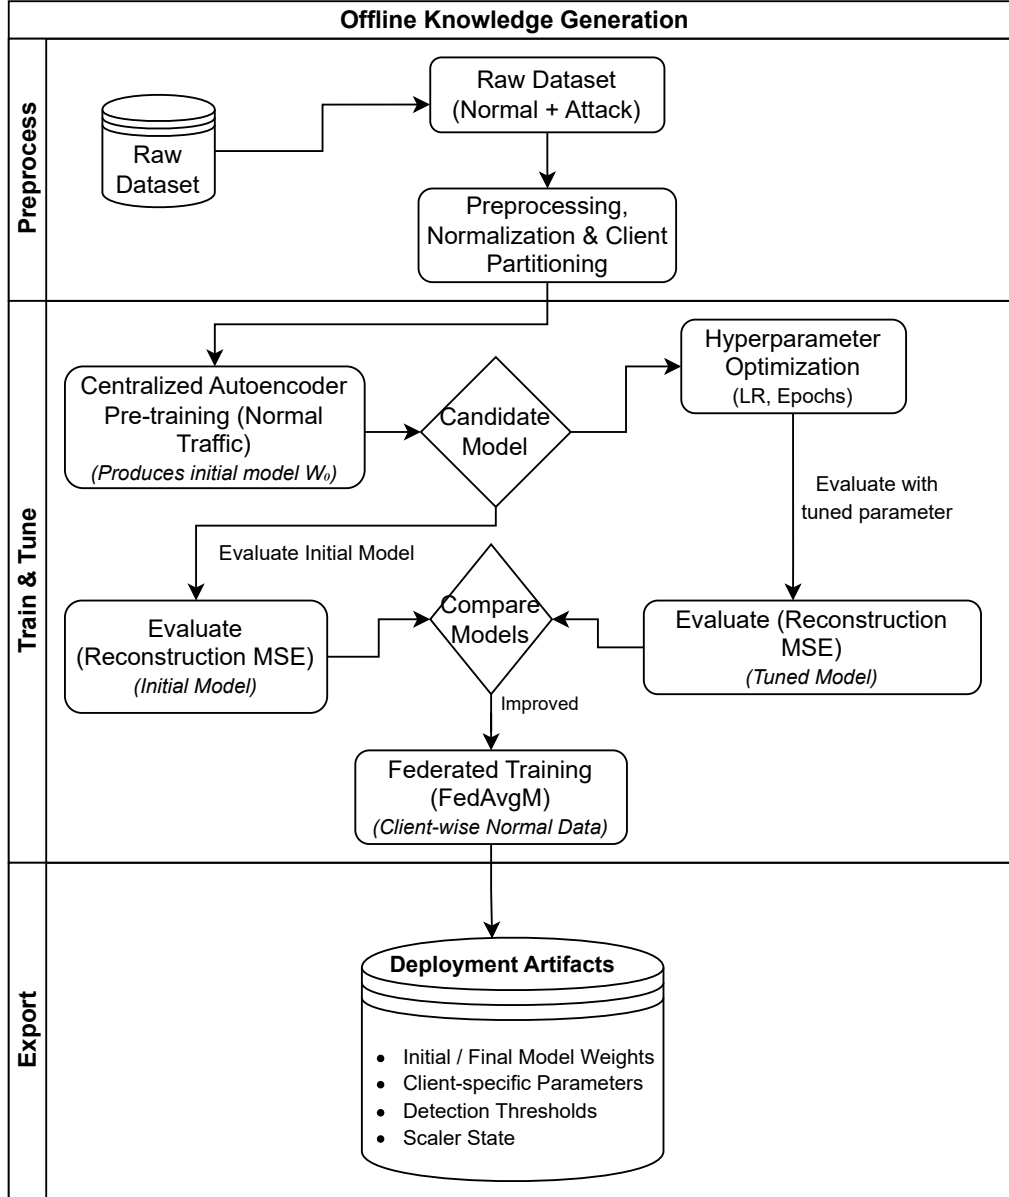 Offline Knowledge Generation
Preprocess
Raw
Dataset
Raw Dataset
(Normal + Attack)
Preprocessing,
Normalization & Client
Partitioning
Train & Tune
Centralized Autoencoder
Pre-training (Normal
Traffic)
(Produces initial model W₀)
Candidate
Model
Hyperparameter
Optimization
(LR, Epochs)
Evaluate with
tuned parameter
Evaluate Initial Model
Evaluate
(Reconstruction MSE)
(Initial Model)
Compare
Models
Evaluate (Reconstruction
MSE)
(Tuned Model)
Improved
Federated Training
(FedAvgM)
(Client-wise Normal Data)
Export
Deployment Artifacts
• Initial / Final Model Weights
• Client-specific Parameters
• Detection Thresholds
• Scaler State